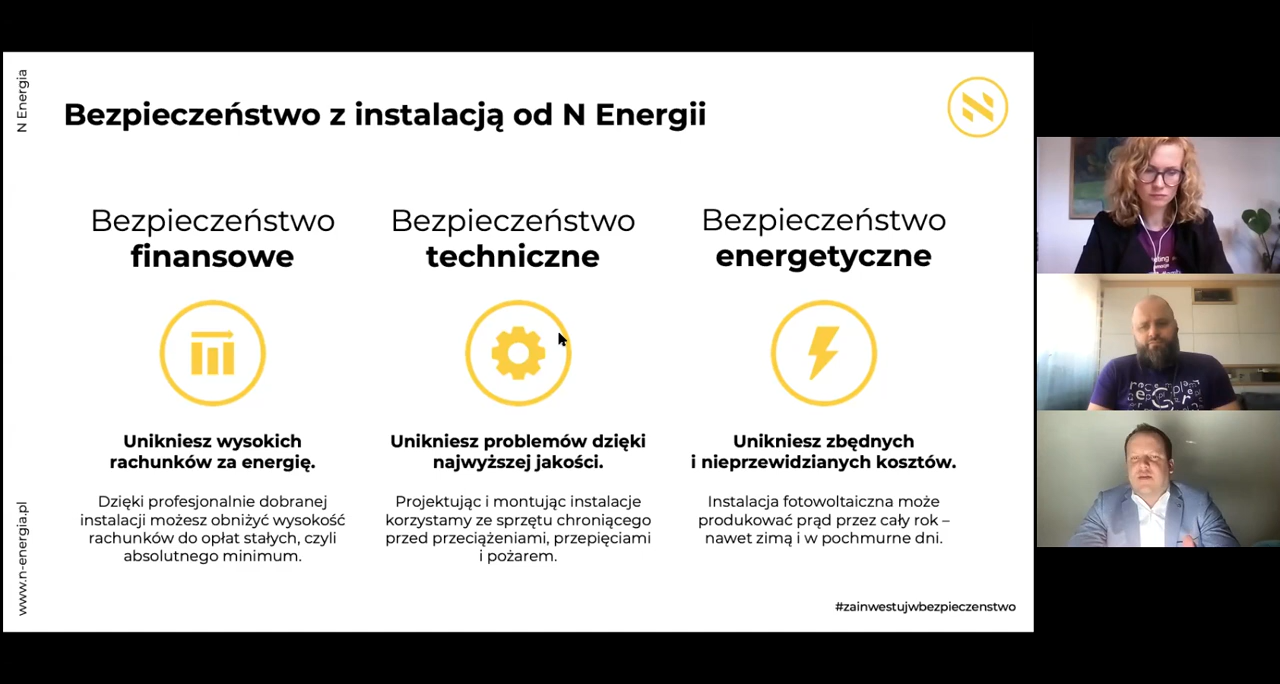 N Energia
Bezpieczeństwo z instalacją od N Energii
Bezpieczeństwo
finansowe
Unikniesz wysokich
rachunków za energię.
Dzięki profesjonalnie dobranej
instalacji możesz obniżyć wysokość
rachunków do opłat stałych, czyli
absolutnego minimum.
Bezpieczeństwo
techniczne
Unikniesz problemów dzięki
najwyższej jakości.
Projektując i montując instalacje
korzystamy ze sprzętu chroniącego
przed przeciążeniami, przepięciami
i pożarem.
Bezpieczeństwo
energetyczne
Unikniesz zbędnych
i nieprzewidzianych kosztów.
Instalacja fotowoltaiczna może
produkować prąd przez cały rok –
nawet zimą i w pochmurne dni.
www.n-energia.pl
#zainwestujwbezpieczenstwo